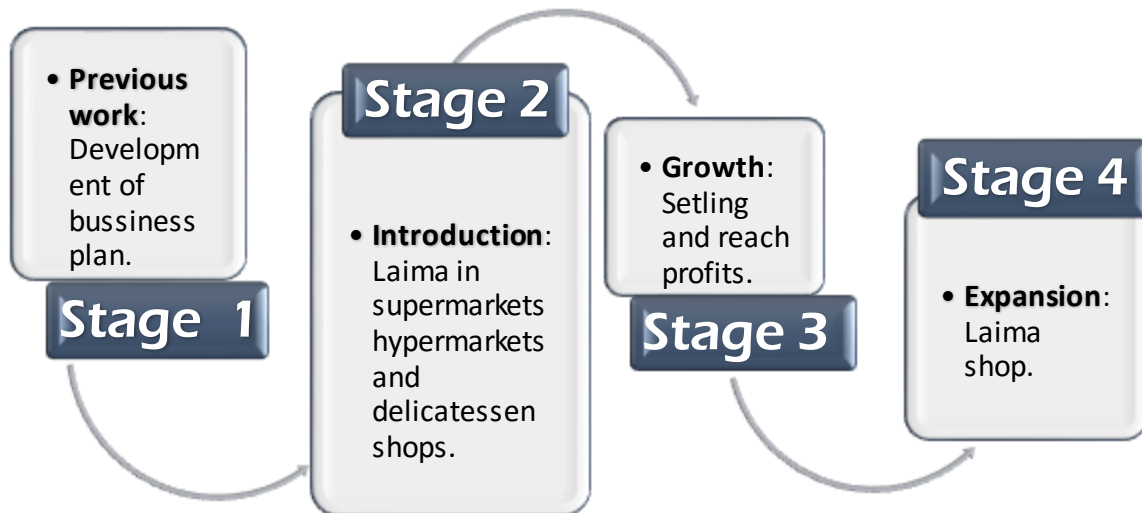 • Previous
work:
Developm
ent of
bussiness
plan.
Stage 1
Stage 2
• Introduction:
Laima in
supermarkets
hypermarkets
and
delicatessen
shops.
• Growth:
Setling
and reach
profits.
Stage 3
Stage 4
• Expansion:
Laima
shop.